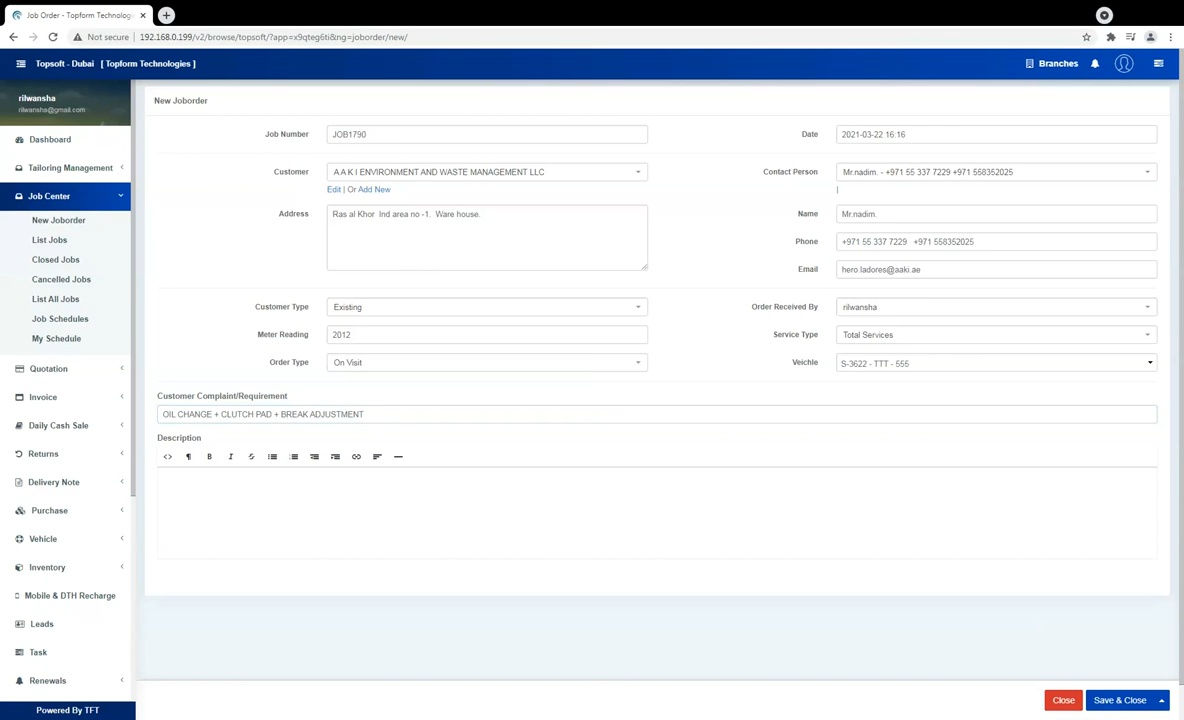 Job Order - Topform Technolog
Not secure
192.168.0.199/v2/browse/topsoft/?app=x9qteg6ti&ng=joborder/new/
Topsoft - Dubai [ Topform Technologies ]
Branches
rilwansha
rilwansha@gmail.com
Dashboard
Tailoring Management
Job Center
New Joborder
List Jobs
Closed Jobs
Cancelled Jobs
List All Jobs
Job Schedules
My Schedule
Quotation
Invoice
Daily Cash Sale
Returns
Delivery Note
Purchase
Vehicle
Inventory
Mobile & DTH Recharge
Leads
Task
Renewals
Powered By TFT
New Joborder
Job Number
JOB1790
Date
2021-03-22 16:16
Customer
A A K I ENVIRONMENT AND WASTE MANAGEMENT LLC
Edit | Or Add New
Contact Person
Mr.nadim. - +971 55 337 7229 +971 558352025
|
Address
Ras al Khor Ind area no -1. Ware house.
Name
Mr.nadim.
Phone
+971 55 337 7229 +971 558352025
Email
hero.ladores@aaki.ae
Customer Type
Existing
Order Received By
rilwansha
Meter Reading
2012
Service Type
Total Services
Order Type
On Visit
Veichle
S-3622 - TTT - 555
Customer Complaint/Requirement
OIL CHANGE + CLUTCH PAD + BREAK ADJUSTMENT
Description
Close
Save & Close